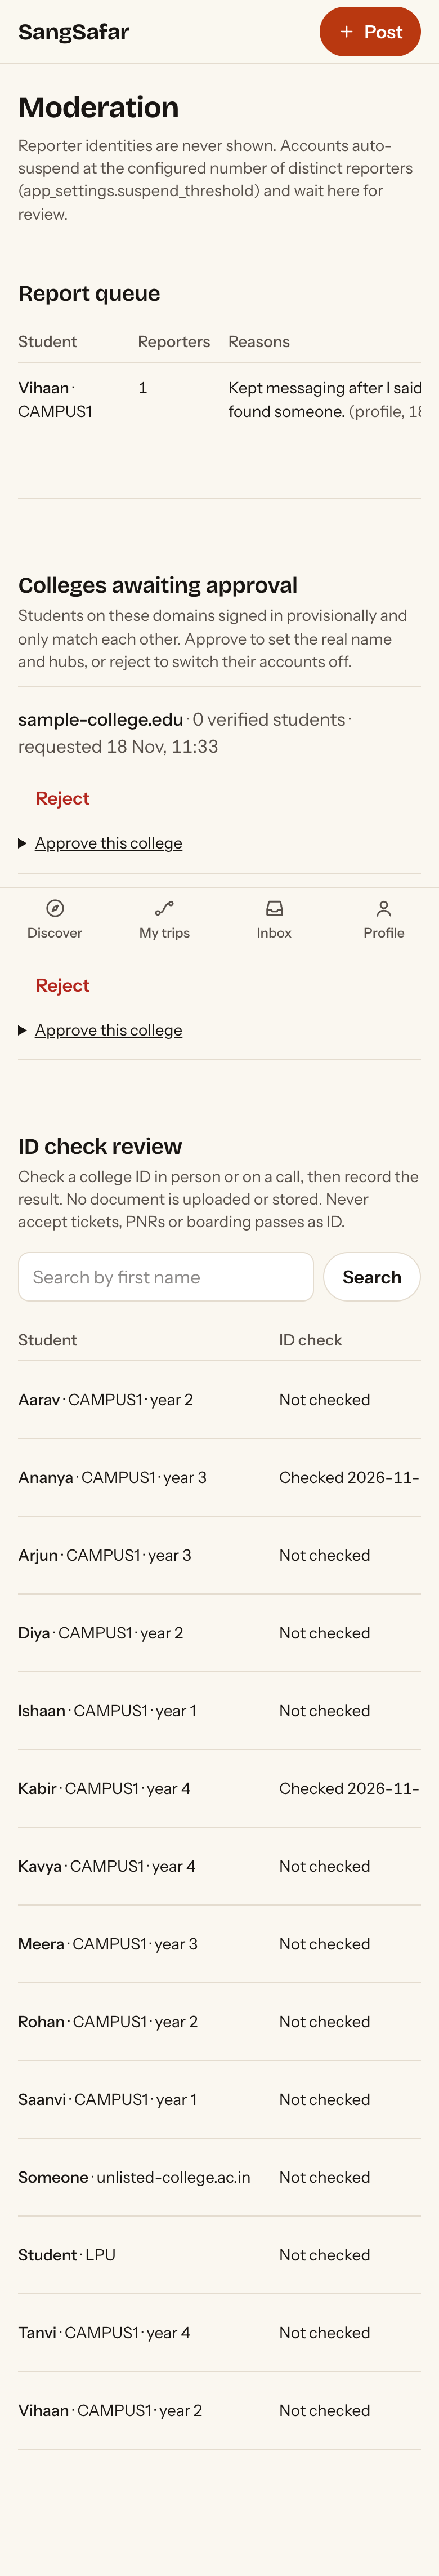 SangSafar
+ Post
Moderation
Reporter identities are never shown. Accounts auto-
suspend at the configured number of distinct reporters
(app_settings.suspend_threshold) and wait here for
review.
Report queue
Student Reporters Reasons
Vihaan · 1 Kept messaging after I said
CAMPUS1 found someone. (profile, 18
Colleges awaiting approval
Students on these domains signed in provisionally and
only match each other. Approve to set the real name
and hubs, or reject to switch their accounts off.
sample-college.edu · 0 verified students ·
requested 18 Nov, 11:33
Reject
▶ Approve this college
Discover My trips Inbox Profile
Reject
▶ Approve this college
ID check review
Check a college ID in person or on a call, then record the
result. No document is uploaded or stored. Never
accept tickets, PNRs or boarding passes as ID.
Search by first name Search
Student ID check
Aarav · CAMPUS1 · year 2 Not checked
Ananya · CAMPUS1 · year 3 Checked 2026-11-
Arjun · CAMPUS1 · year 3 Not checked
Diya · CAMPUS1 · year 2 Not checked
Ishaan · CAMPUS1 · year 1 Not checked
Kabir · CAMPUS1 · year 4 Checked 2026-11-
Kavya · CAMPUS1 · year 4 Not checked
Meera · CAMPUS1 · year 3 Not checked
Rohan · CAMPUS1 · year 2 Not checked
Saanvi · CAMPUS1 · year 1 Not checked
Someone · unlisted-college.ac.in Not checked
Student · LPU Not checked
Tanvi · CAMPUS1 · year 4 Not checked
Vihaan · CAMPUS1 · year 2 Not checked